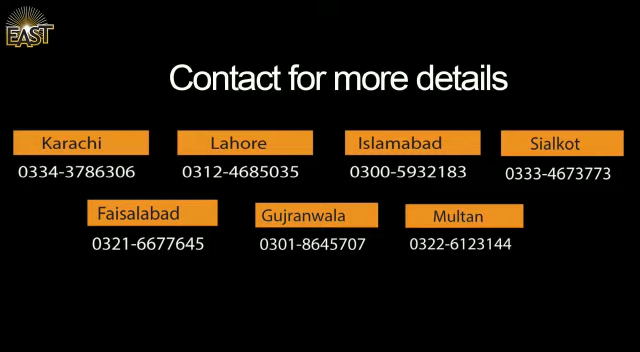 EAST
Contact for more details
Karachi Lahore Islamabad Sialkot
0334-3786306 0312-4685035 0300-5932183 0333-4673773
Faisalabad Gujranwala Multan
0321-6677645 0301-8645707 0322-6123144